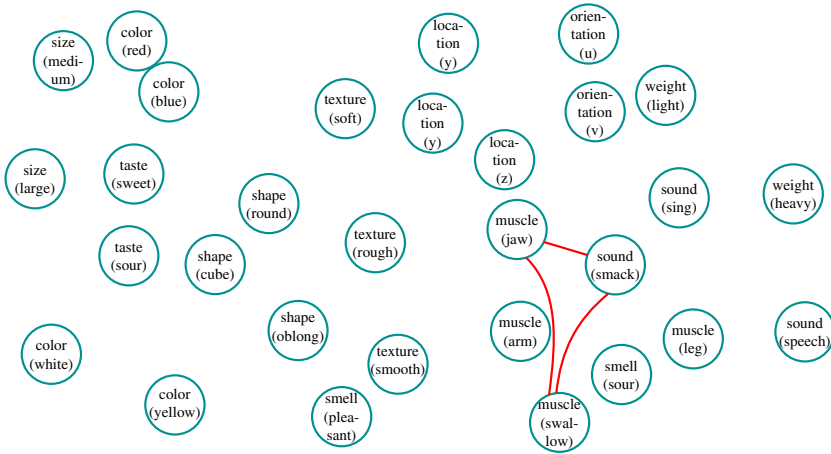 size
(medi-
um)
color
(red)
color
(blue)
loca-
tion
(y)
orien-
tation
(u)
texture
(soft)
loca-
tion
(y)
orien-
tation
(v)
weight
(light)
size
(large)
taste
(sweet)
loca-
tion
(z)
shape
(round)
sound
(sing)
weight
(heavy)
taste
(sour)
shape
(cube)
texture
(rough)
muscle
(jaw)
sound
(smack)
shape
(oblong)
muscle
(arm)
muscle
(leg)
sound
(speech)
color
(white)
texture
(smooth)
smell
(sour)
color
(yellow)
smell
(plea-
sant)
muscle
(swal-
low)